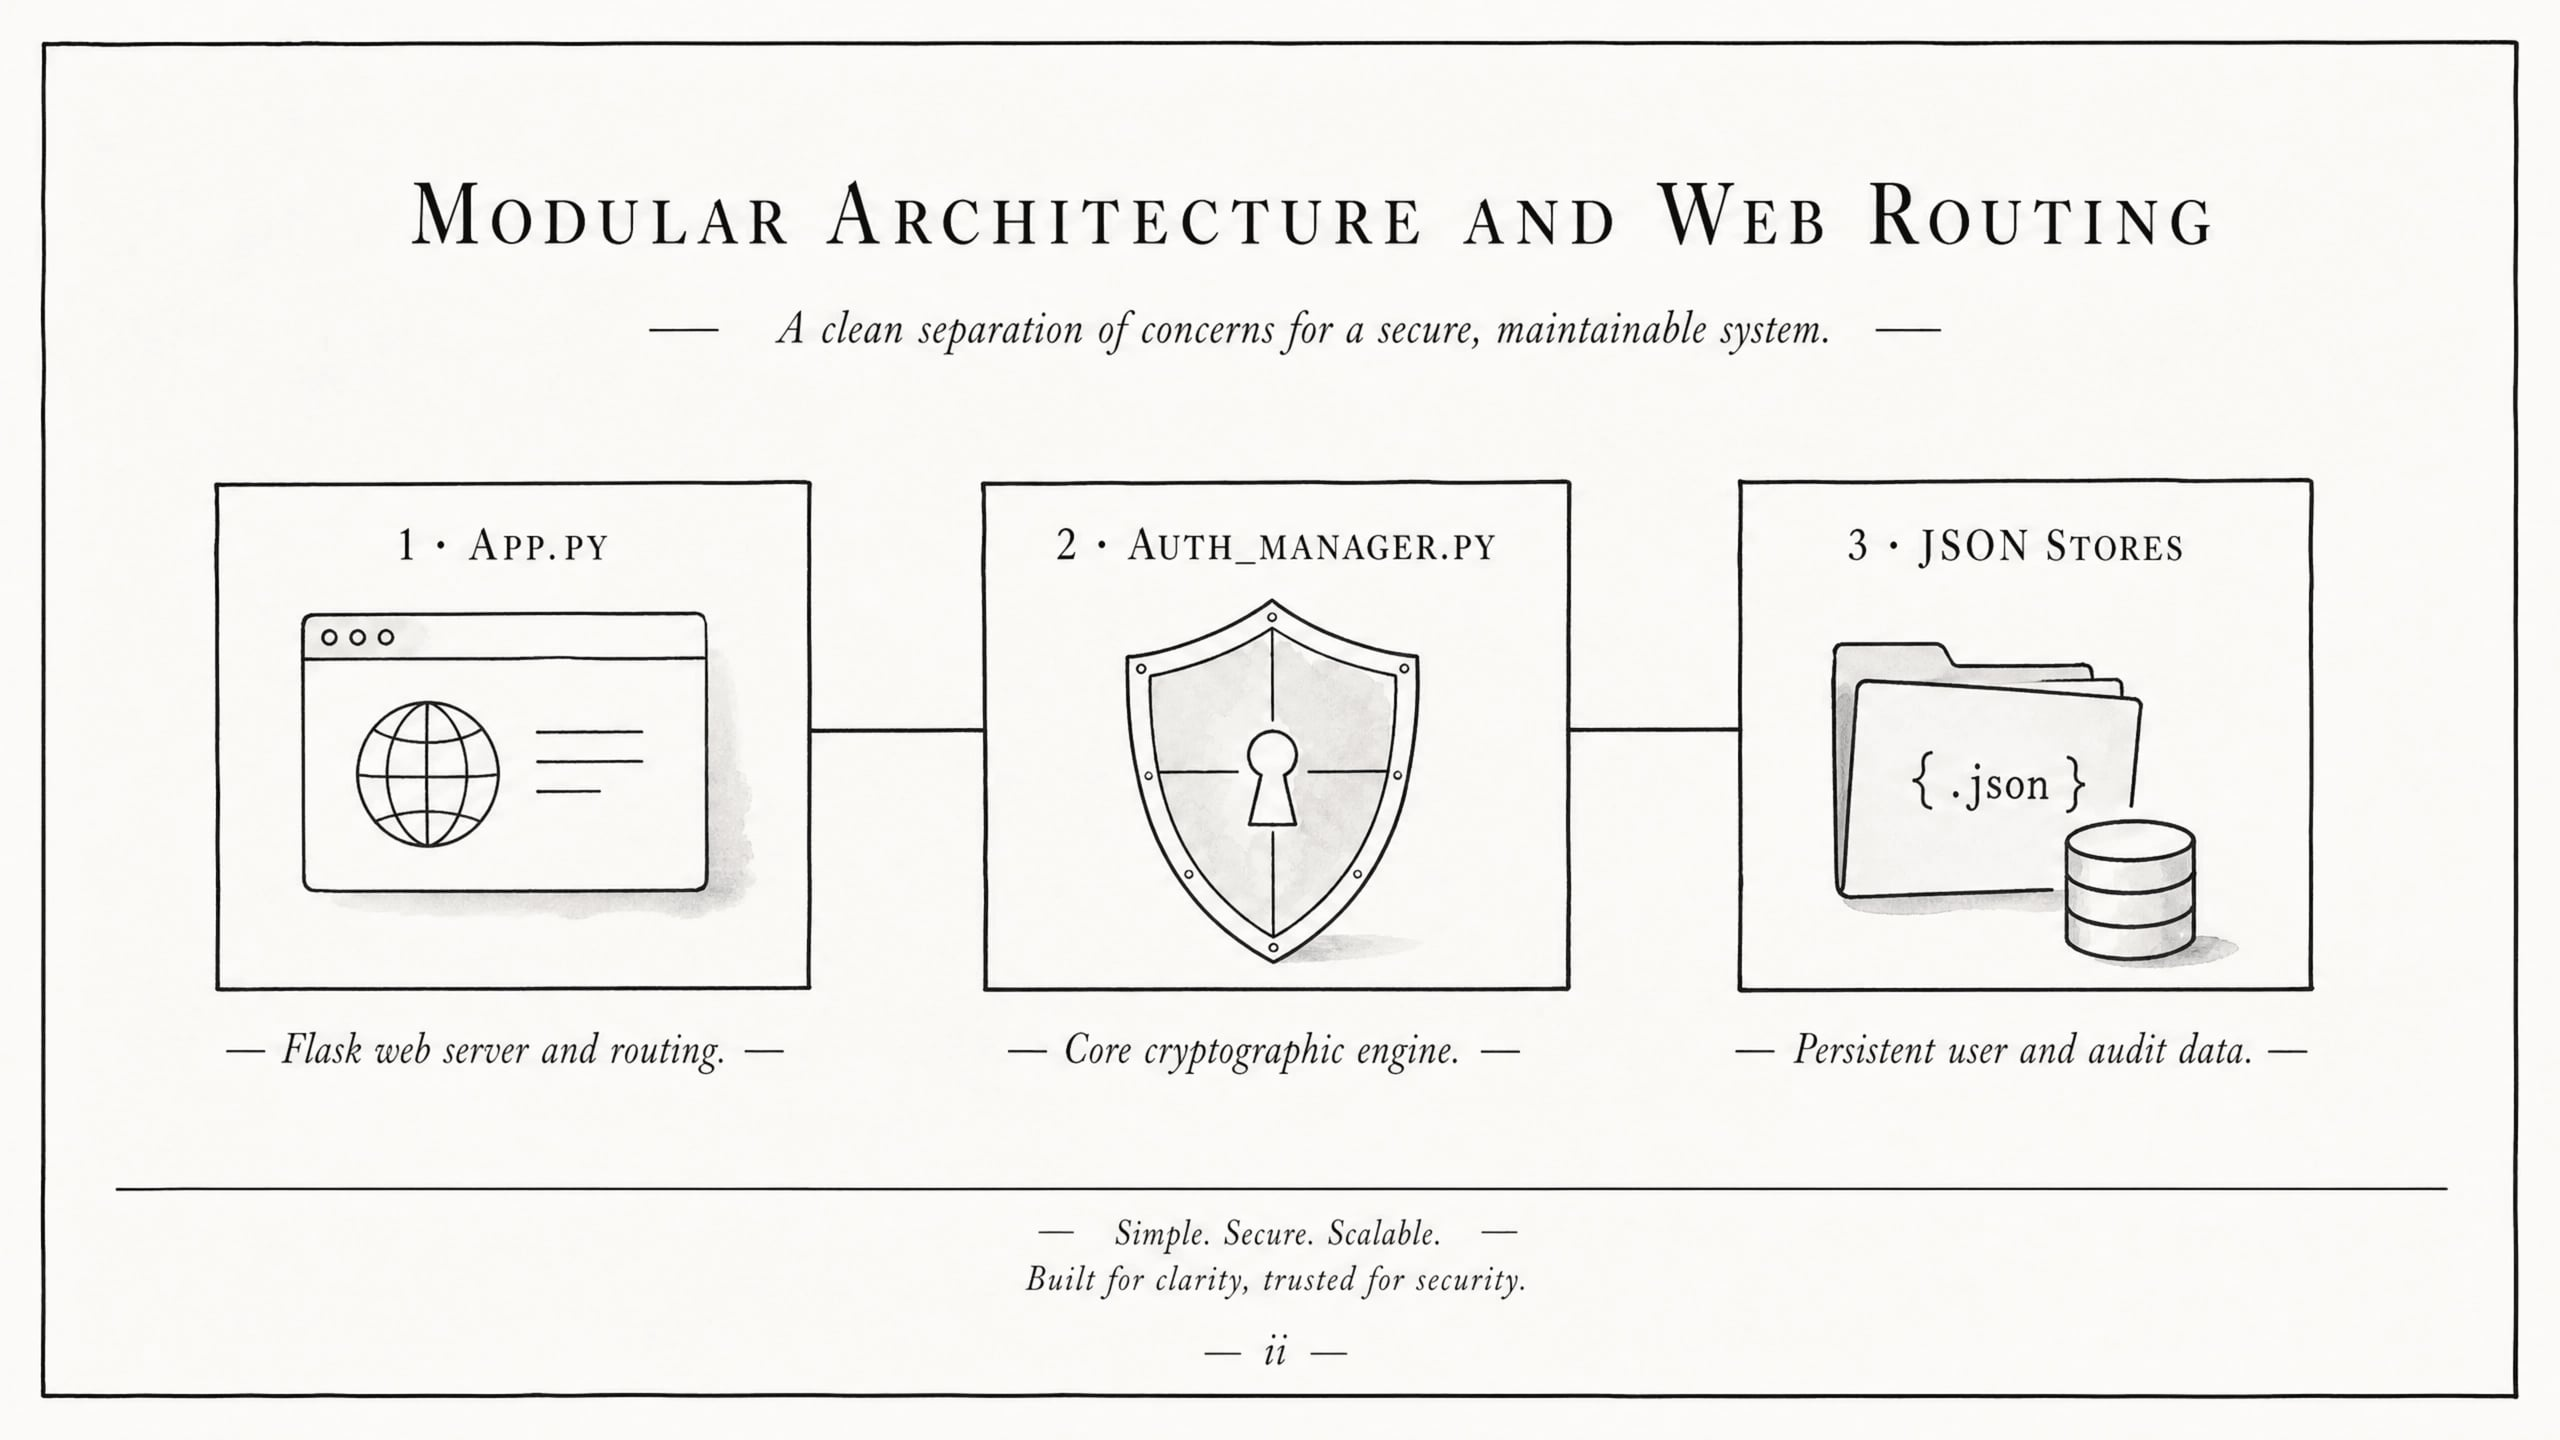 Modular Architecture and Web Routing
— A clean separation of concerns for a secure, maintainable system. —
1 · App.py
2 · Auth_manager.py
3 · JSON Stores
{ .json }
— Flask web server and routing. —
— Core cryptographic engine. —
— Persistent user and audit data. —
— Simple. Secure. Scalable. —
Built for clarity, trusted for security.
— ii —